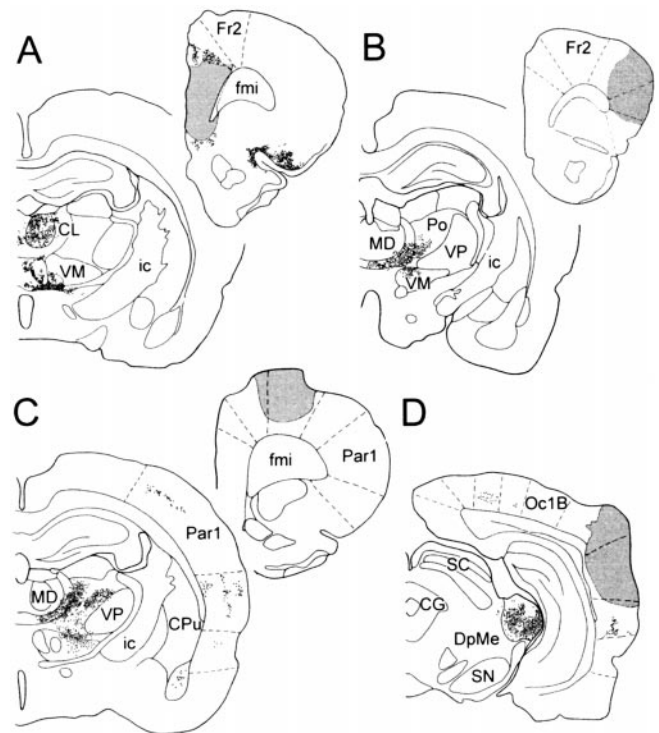 A
Fr2
fmi
CL
VM
ic
B
Fr2
MD
Po
VP
ic
VM
C
fmi
Par1
Par1
MD
VP
CPu
ic
D
Oc1B
SC
CG
DpMe
SN